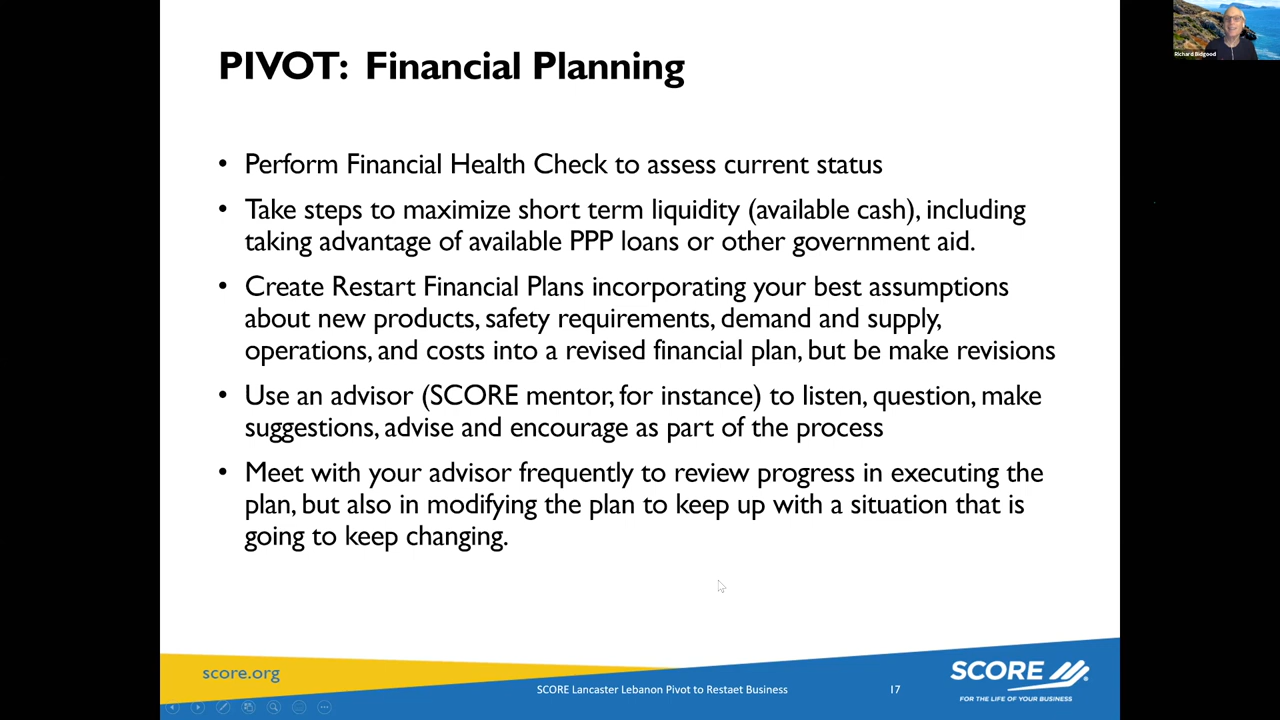 PIVOT: Financial Planning
Richard Bidgood
• Perform Financial Health Check to assess current status
• Take steps to maximize short term liquidity (available cash), including
taking advantage of available PPP loans or other government aid.
• Create Restart Financial Plans incorporating your best assumptions
about new products, safety requirements, demand and supply,
operations, and costs into a revised financial plan, but be make revisions
• Use an advisor (SCORE mentor, for instance) to listen, question, make
suggestions, advise and encourage as part of the process
• Meet with your advisor frequently to review progress in executing the
plan, but also in modifying the plan to keep up with a situation that is
going to keep changing.
score.org
SCORE Lancaster Lebanon Pivot to Restaet Business
17
SCORE
FOR THE LIFE OF YOUR BUSINESS